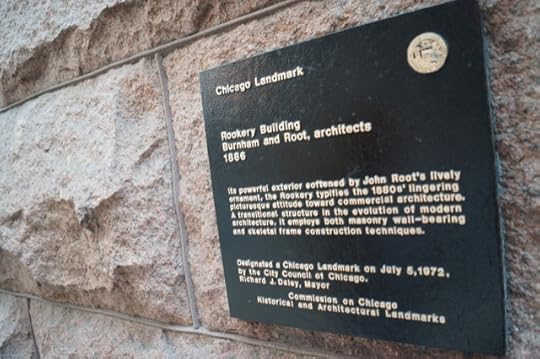 Chicago Landmark
Rookery Building
Burnham and Root, architects
1886
Its powerful exterior softened by John Root's lively
ornament, the Rookery typifies the 1880s' lingering
picturesque attitude toward commercial architecture.
A transitional structure in the evolution of modern
architecture, it employs both masonry wall-bearing
and skeletal frame construction techniques.
Designated a Chicago Landmark on July 5,1972,
by the City Council of Chicago.
Richard J. Daley, Mayor
Commission on Chicago
Historical and Architectural Landmarks